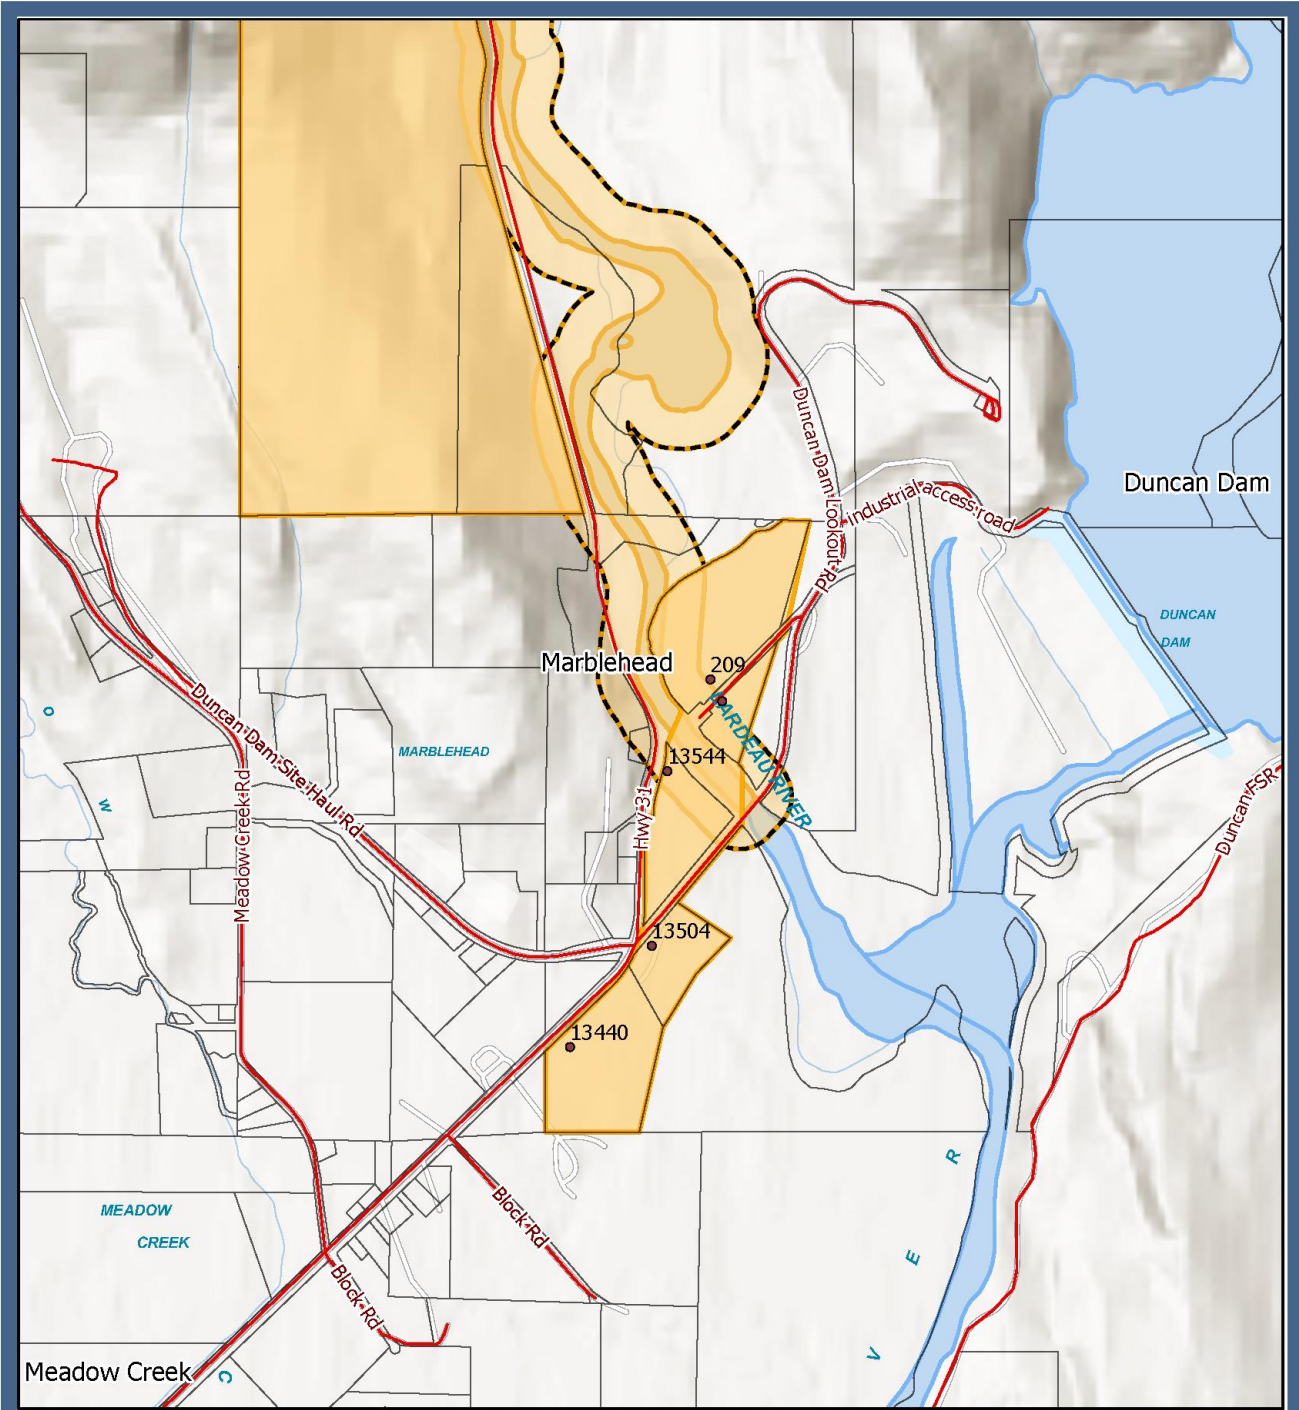 Duncan Dam Lookout Rd
industrial access road
Duncan Dam
DUNCAN
DAM
Marblehead
209
LARDEAU RIVER
Duncan Dam Site Haul Rd
MARBLEHEAD
13544
Hwy 31
O
W
Meadow Creek Rd
Duncan FSR
13504
13440
R
E
V
MEADOW
CREEK
Block Rd
Block Rd
Meadow Creek
C